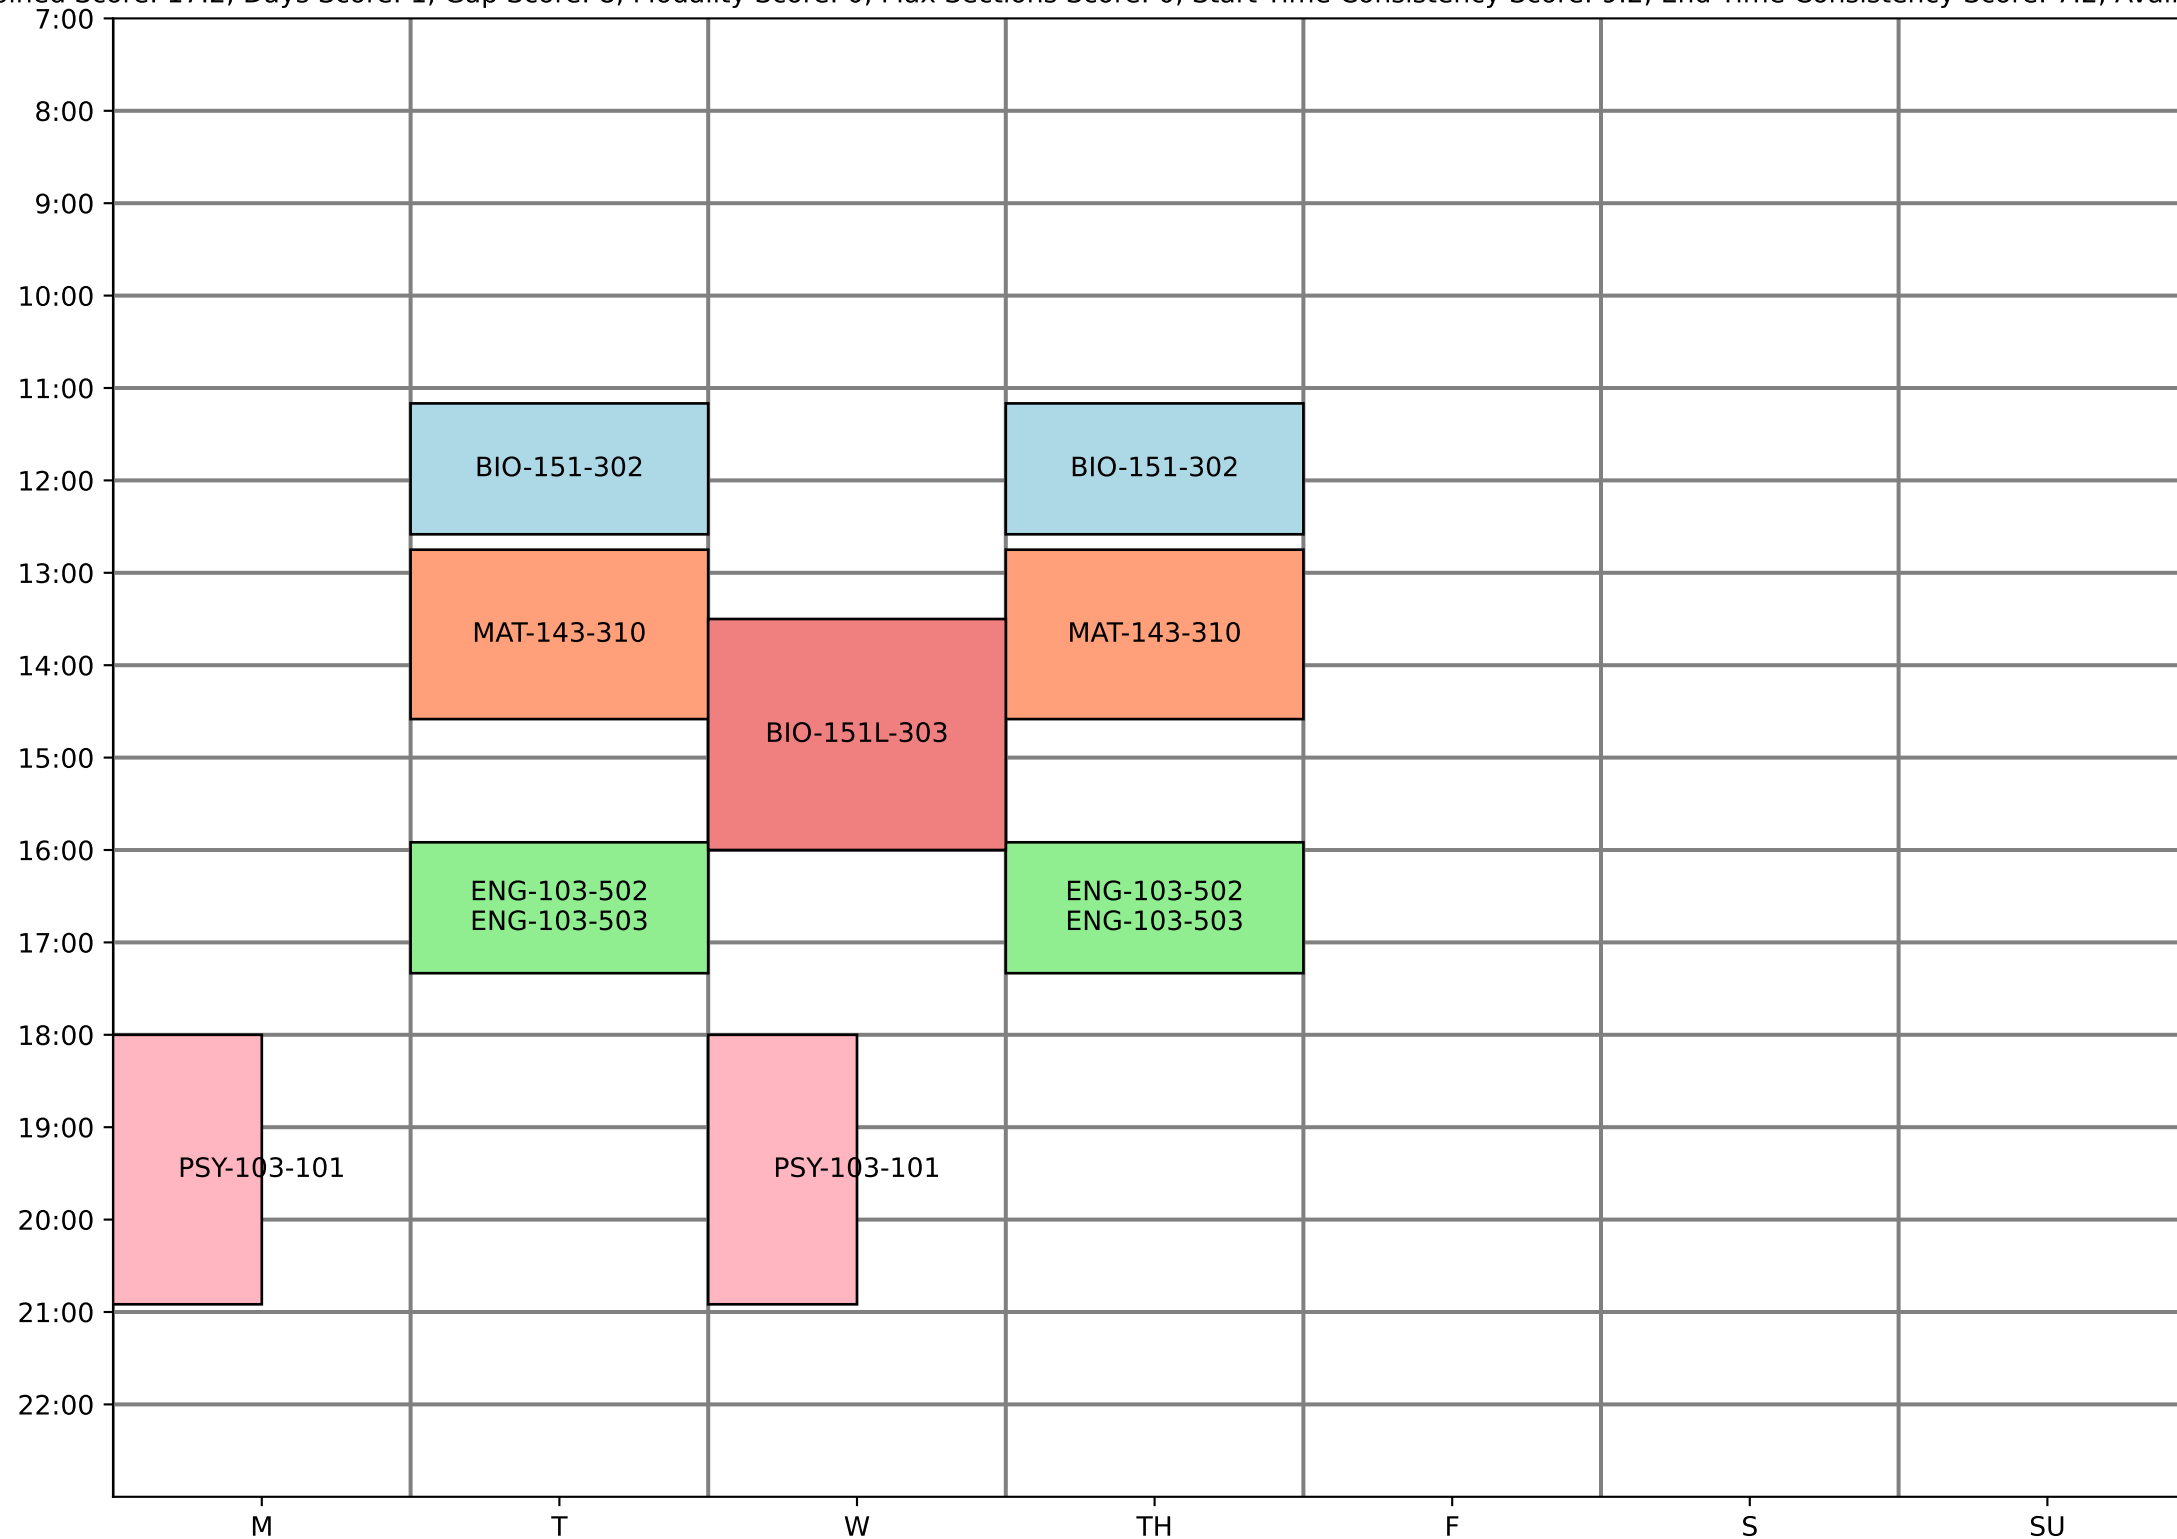 7:00
8:00
9:00
10:00
11:00
BIO-151-302 BIO-151-302
12:00
13:00
MAT-143-310 MAT-143-310
14:00
BIO-151L-303
15:00
16:00
ENG-103-502 ENG-103-502
ENG-103-503 ENG-103-503
17:00
18:00
19:00
PSY-103-101 PSY-103-101
20:00
21:00
22:00
M T W TH F S SU